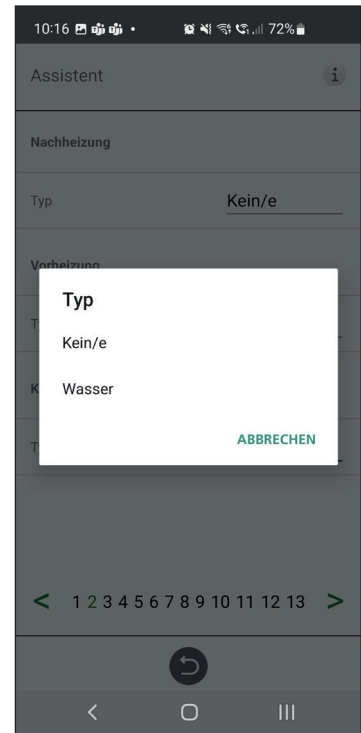 10:16 72%
Assistent i
Nachheizung
Typ Kein/e
Vorheizung
Typ
Kein/e
Wasser
ABBRECHEN
< 1 2 3 4 5 6 7 8 9 10 11 12 13 >